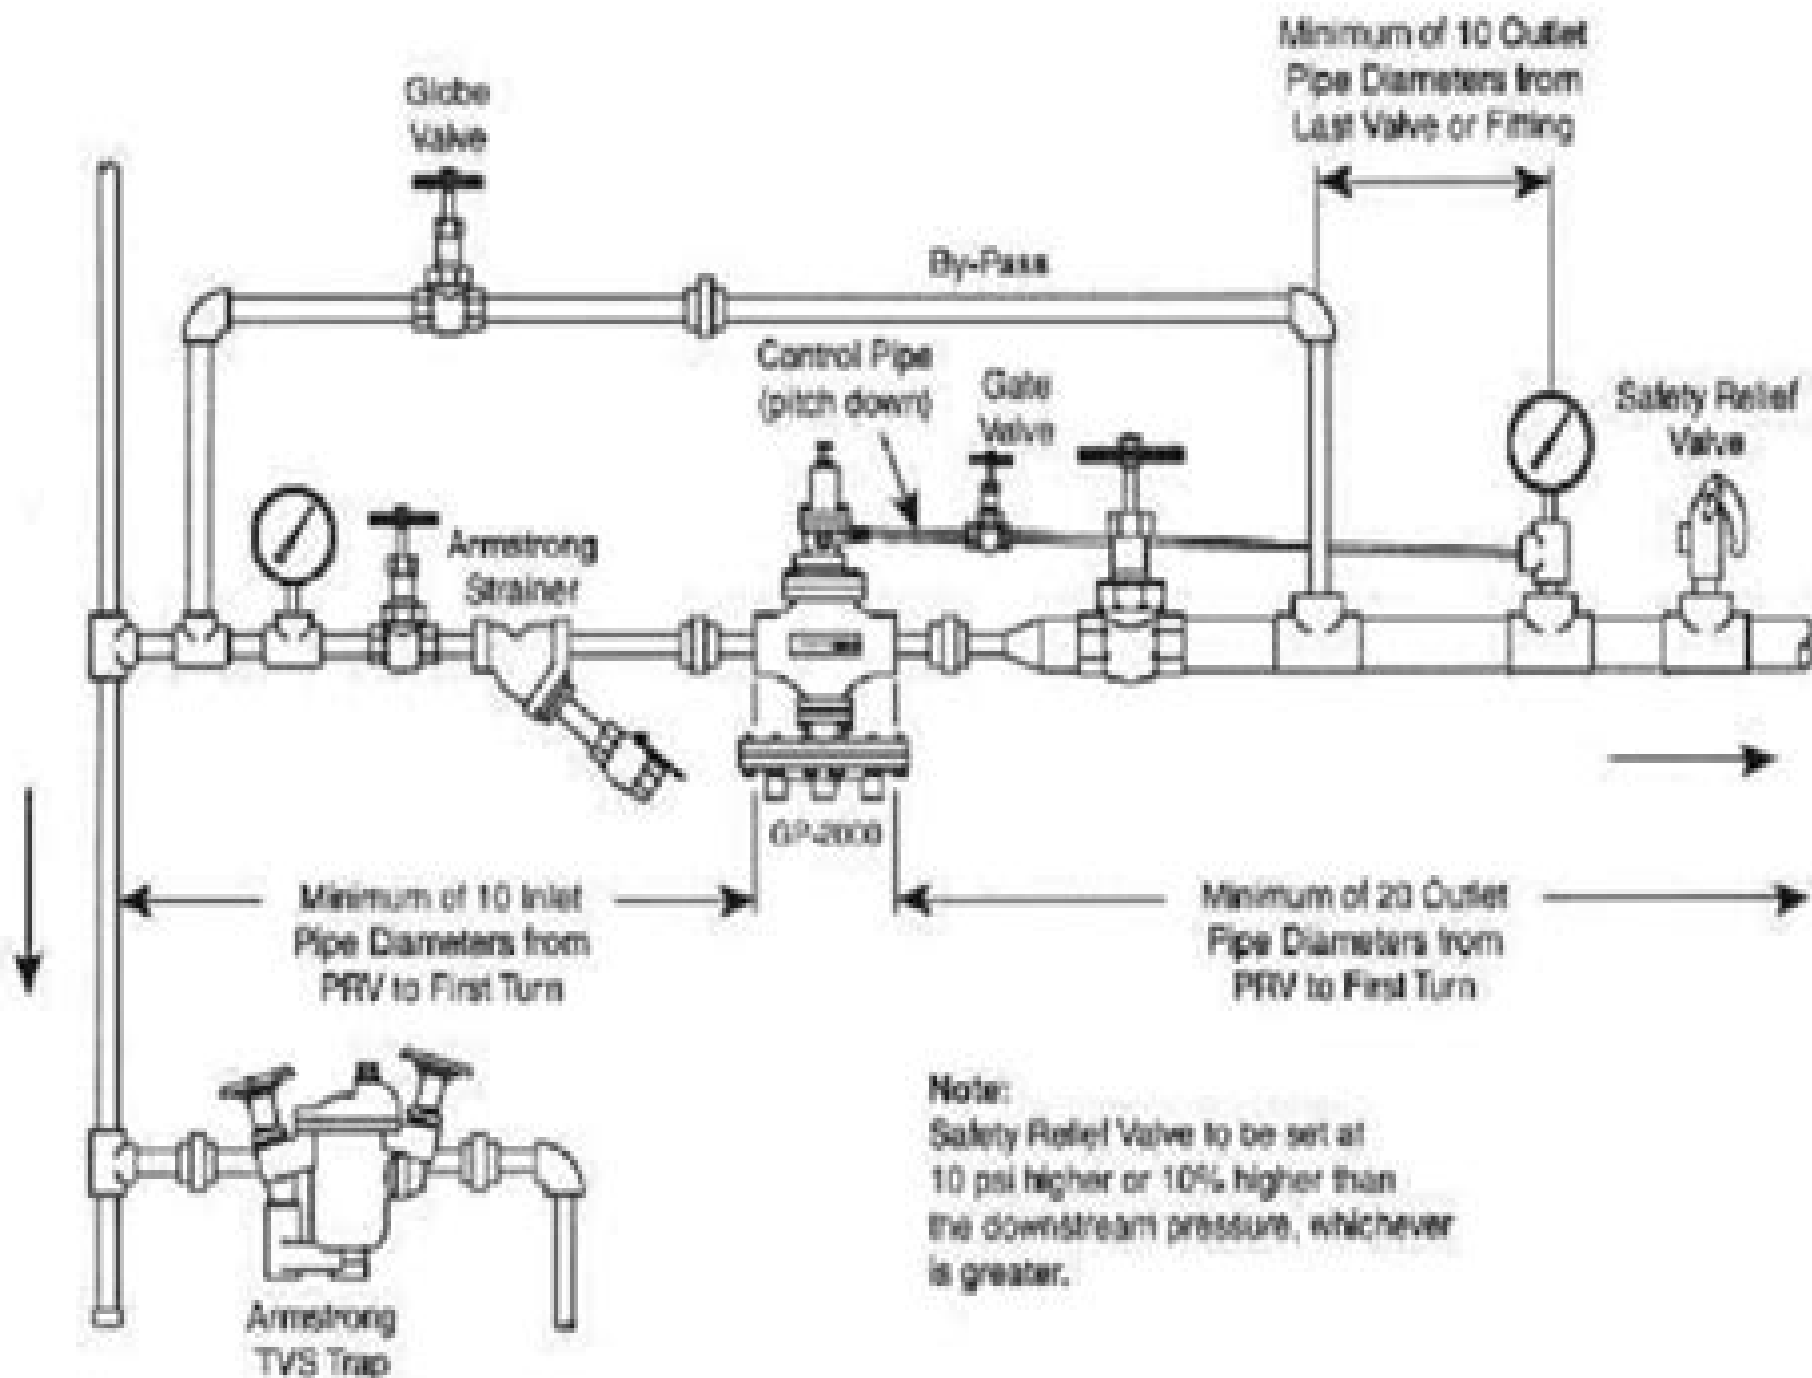 Minimum of 10 Outlet
Pipe Diameters from
Last Valve or Fitting
Globe
Valve
By-Pass
Control Pipe
(pitch down)
Gate
Valve
Safety Relief
Valve
Armstrong
Strainer
GP-2000
Minimum of 10 Inlet
Pipe Diameters from
PRV to First Turn
Minimum of 20 Outlet
Pipe Diameters from
PRV to First Turn
Note:
Safety Relief Valve to be set at
10 psi higher or 10% higher than
the downstream pressure, whichever
is greater.
Armstrong
TVS Trap